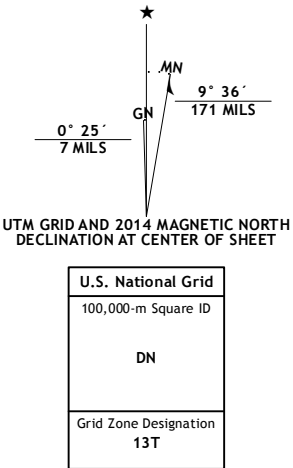 ★
MN
GN
9° 36´
171 MILS
0° 25´
7 MILS
UTM GRID AND 2014 MAGNETIC NORTH
DECLINATION AT CENTER OF SHEET
U.S. National Grid
100,000-m Square ID
DN
Grid Zone Designation
13T